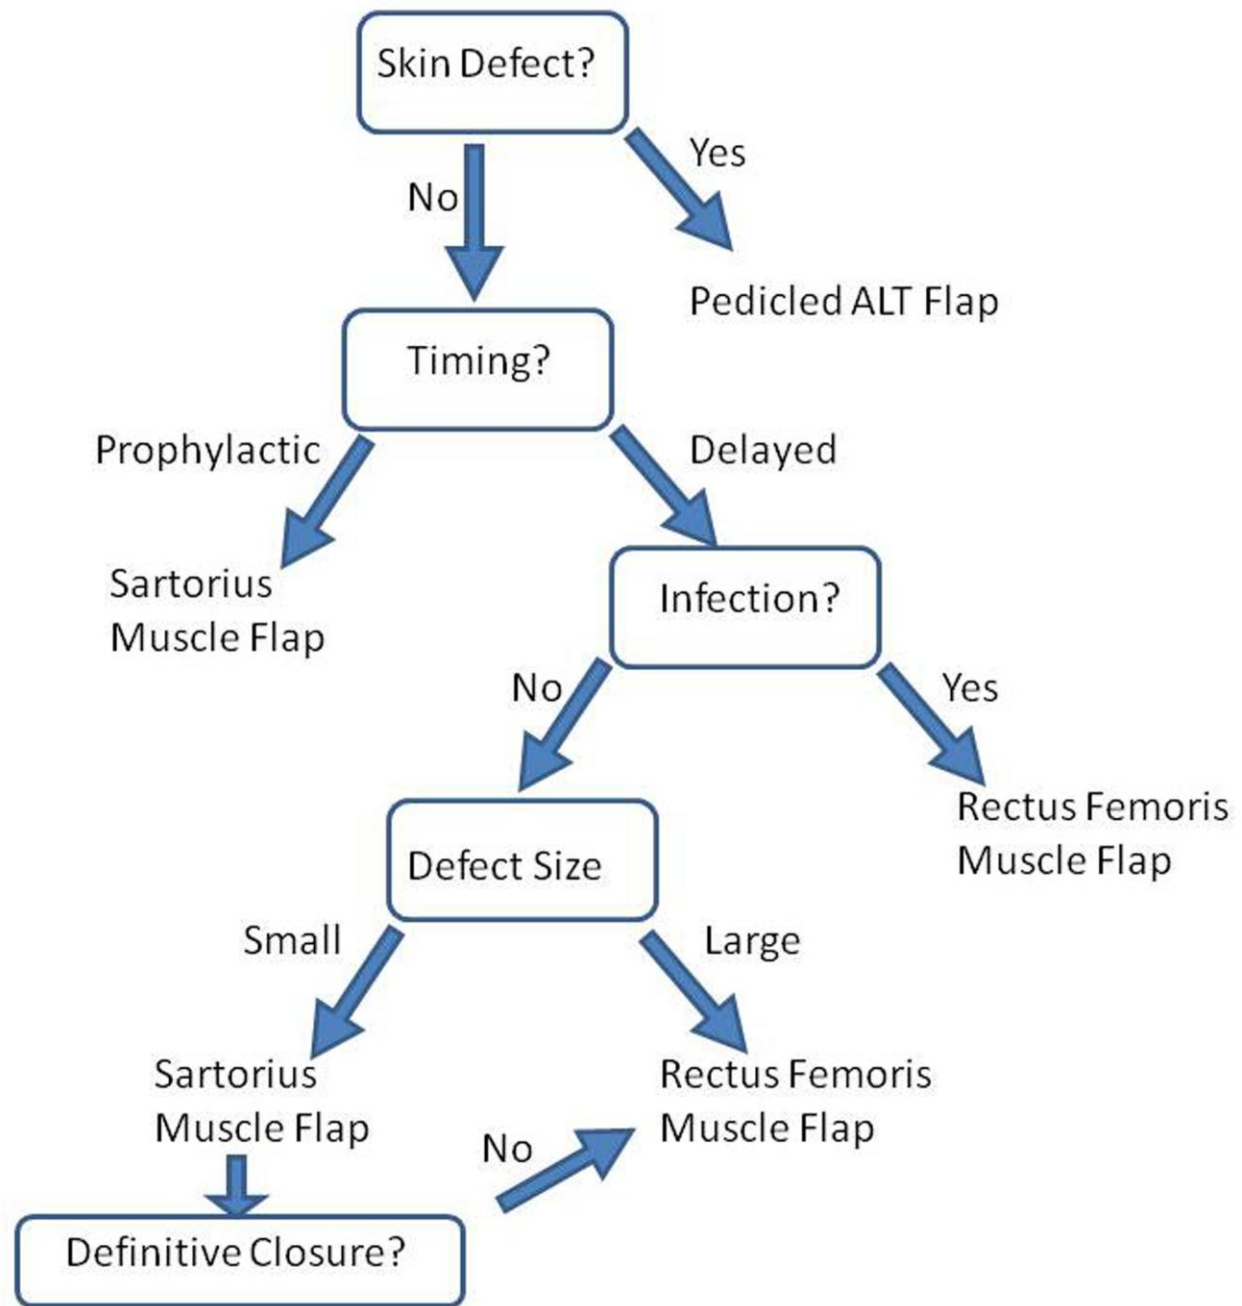 Skin Defect?
Yes
No
Pedicled ALT Flap
Timing?
Prophylactic
Delayed
Sartorius
Muscle Flap
Infection?
No
Yes
Rectus Femoris
Muscle Flap
Defect Size
Small
Large
Sartorius
Muscle Flap
Rectus Femoris
Muscle Flap
No
Definitive Closure?